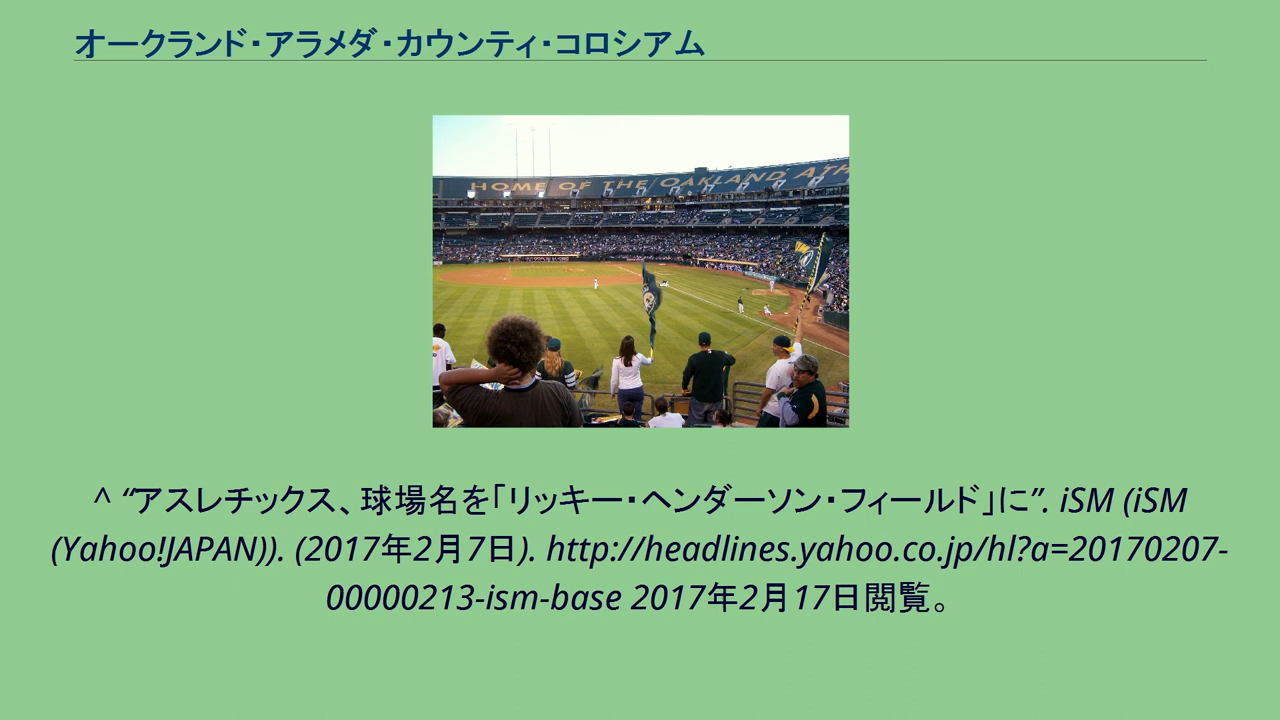 オークランド・アラメダ・カウンティ・コロシアム
HOME OF THE OAKLAND ATH
^ “アスレチックス、球場名を「リッキー・ヘンダーソン・フィールド」に”. iSM (iSM
(Yahoo!JAPAN)). (2017年2月7日). http://headlines.yahoo.co.jp/hl?a=20170207-
00000213-ism-base 2017年2月17日閲覧。